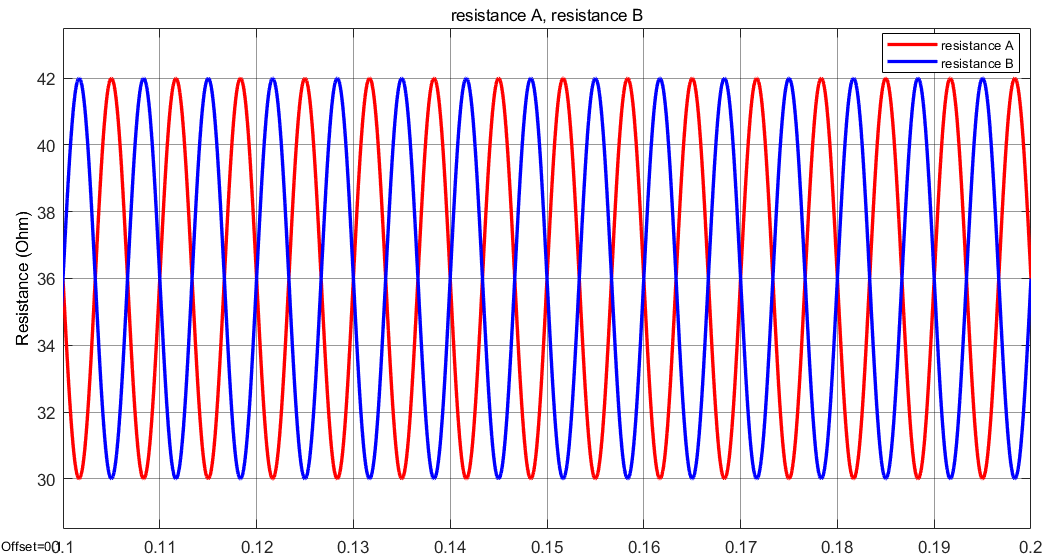 resistance A, resistance B
resistance A
resistance B
Resistance (Ohm)
42
40
38
36
34
32
30
0.1 0.11 0.12 0.13 0.14 0.15 0.16 0.17 0.18 0.19 0.2
Offset=0